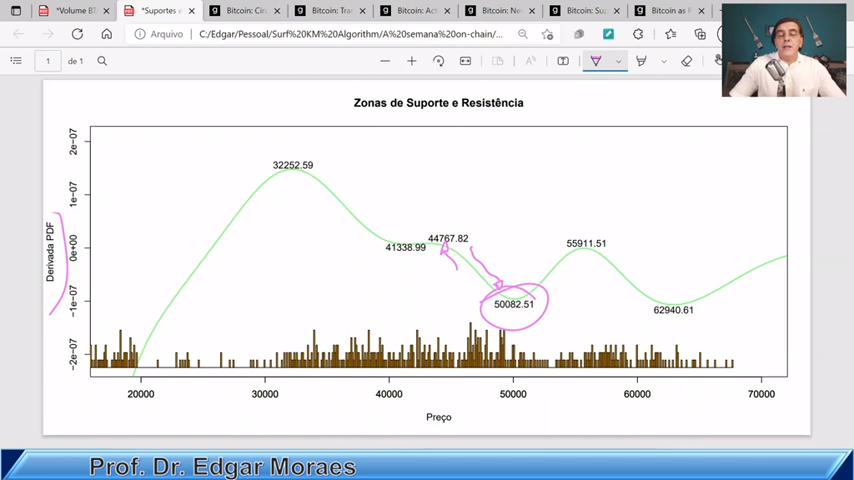 *Volume BT
*Suportes e
Bitcoin: Circ
Bitcoin: Tran
Bitcoin: Act
Bitcoin: Ne
Bitcoin: Sup
Bitcoin as P
Arquivo
C:/Edgar/Pessoal/Surf%20KM%20Algorithm/A%20semana%20on-chain/...
1
de 1
Zonas de Suporte e Resistência
Derivada PDF
2e-07
1e-07
0e+00
-1e-07
-2e-07
32252.59
41338.99
44767.82
50082.51
55911.51
62940.61
20000
30000
40000
50000
60000
70000
Preço
Prof. Dr. Edgar Moraes